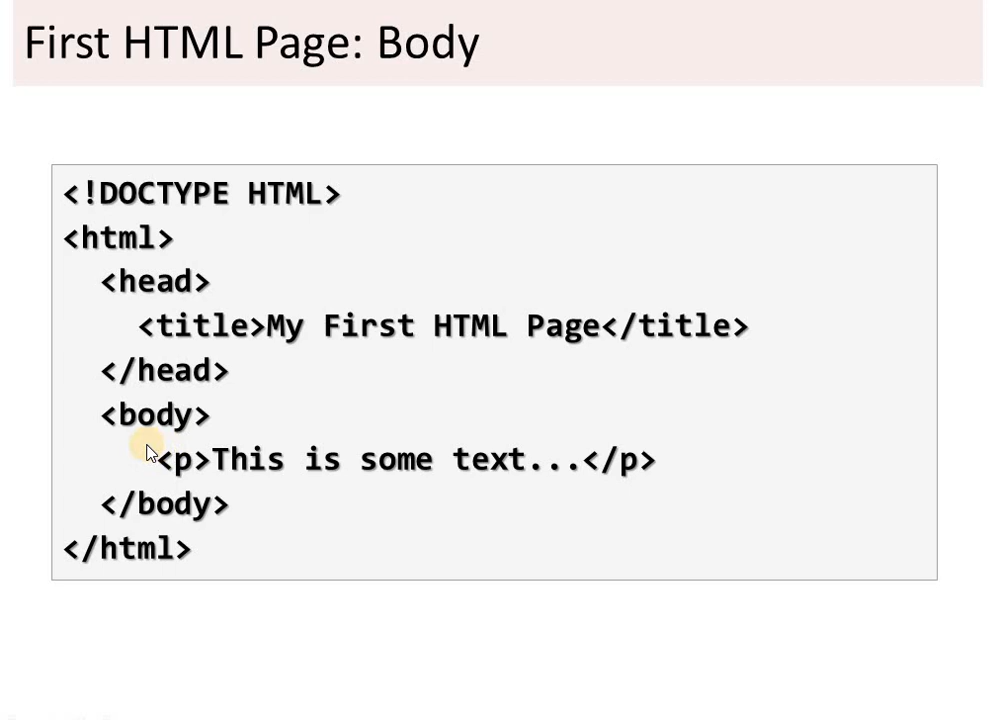 First HTML Page: Body
<!DOCTYPE HTML>
<html>
  <head>
    <title>My First HTML Page</title>
  </head>
  <body>
     <p>This is some text...</p>
  </body>
</html>